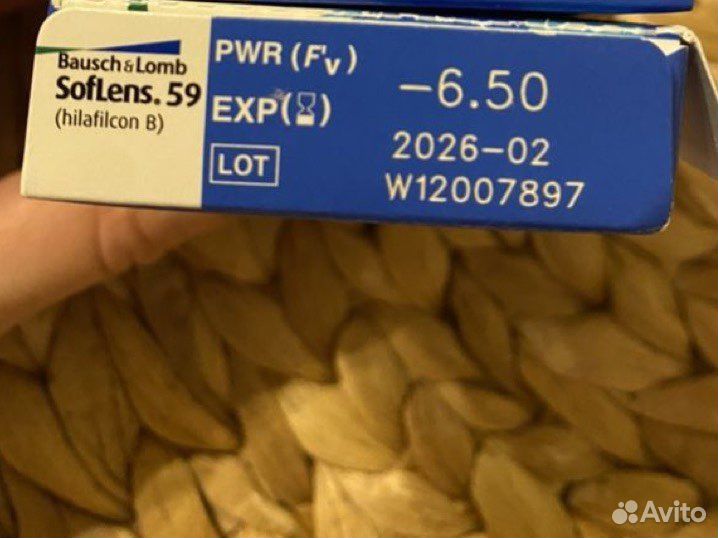 Bausch & Lomb
SofLens. 59
(hilafilcon B)
PWR (F'v) -6.50
EXP(⌛) 2026-02
LOT W12007897
Avito